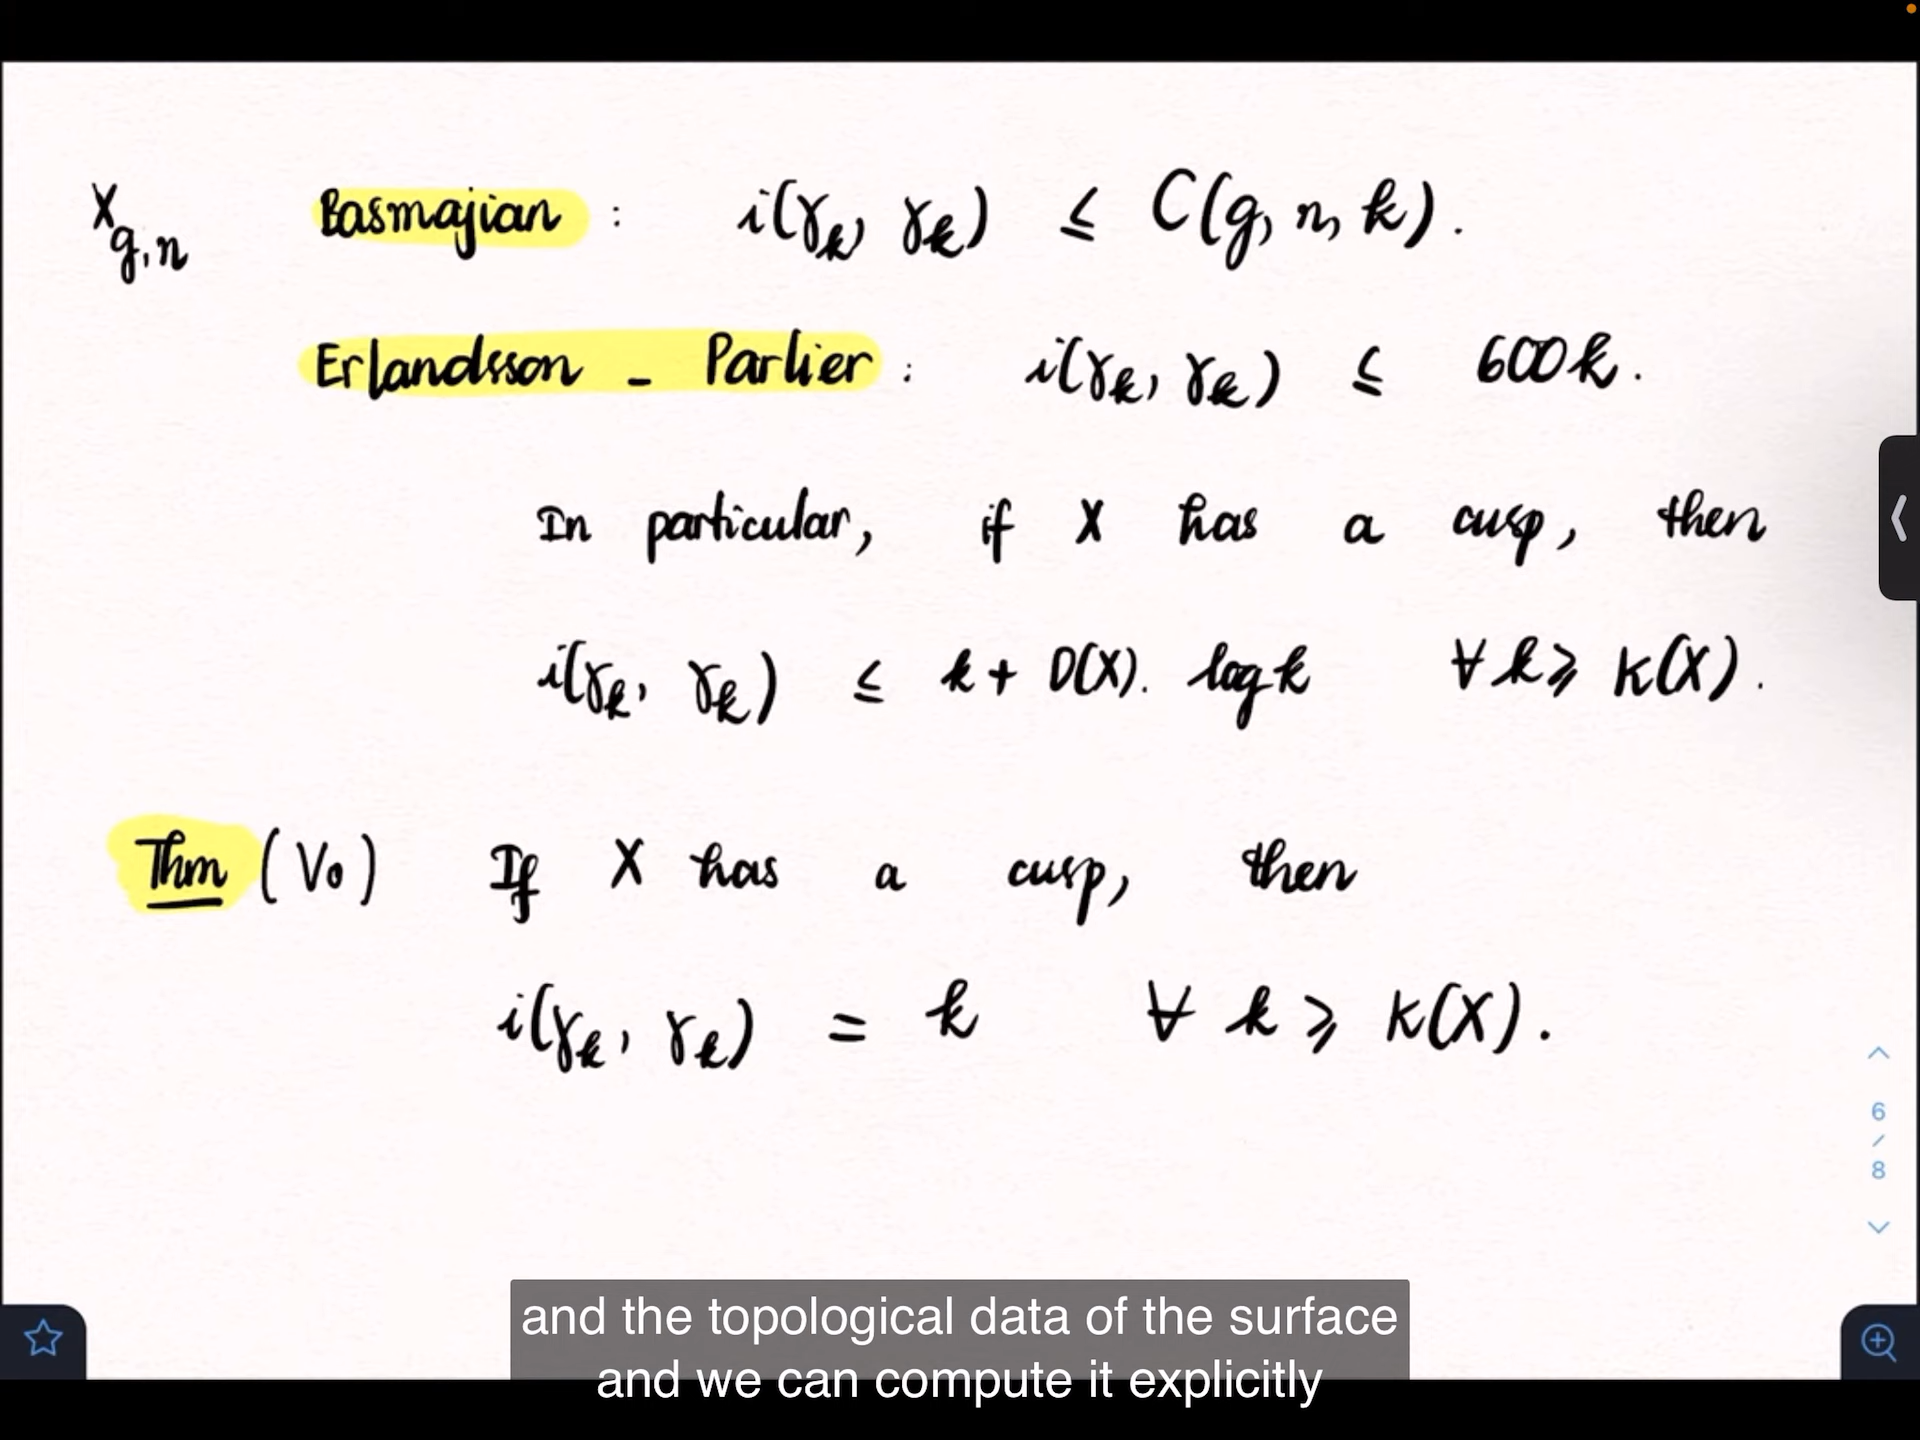 X_{g,n} Basmajian : i(γ_k, γ_k) ≤ C(g, n, k).
Erlandsson - Parlier : i(γ_k, γ_k) ≤ 600k.
In particular, if X has a cusp, then
i(γ_k, γ_k) ≤ k + D(X). log k ∀ k ⩾ K(X).
Thm (Vo) If X has a cusp, then
i(γ_k, γ_k) = k ∀ k ⩾ K(X).
6
/
8
and the topological data of the surface
and we can compute it explicitly